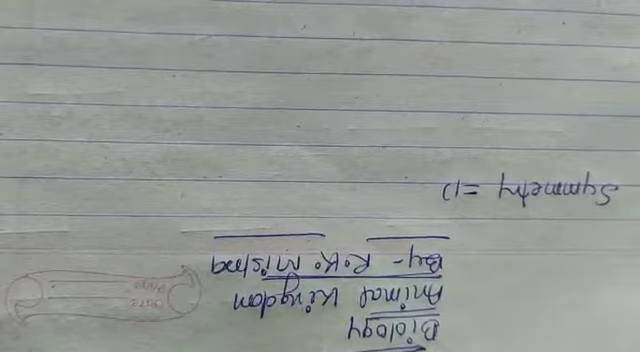 Biology
Animal Kingdom
By- R.K. Mishra
Symmetry =1)